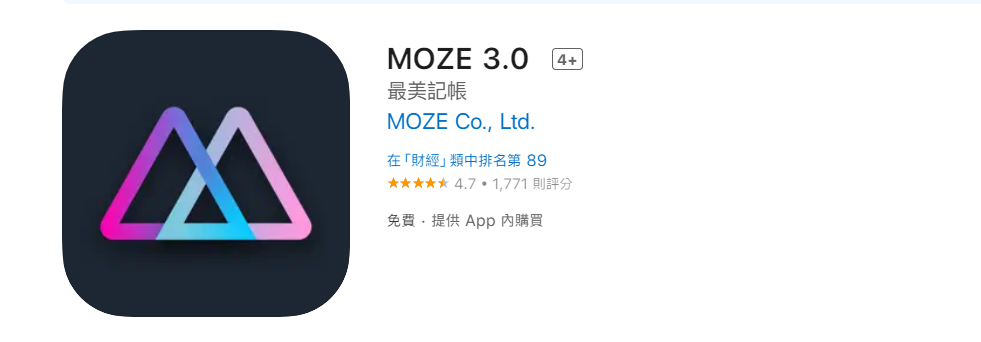 MOZE 3.0 4+
最美記帳
MOZE Co., Ltd.
在「財經」類中排名第 89
★★★★★ 4.7 • 1,771 則評分
免費 · 提供 App 內購買